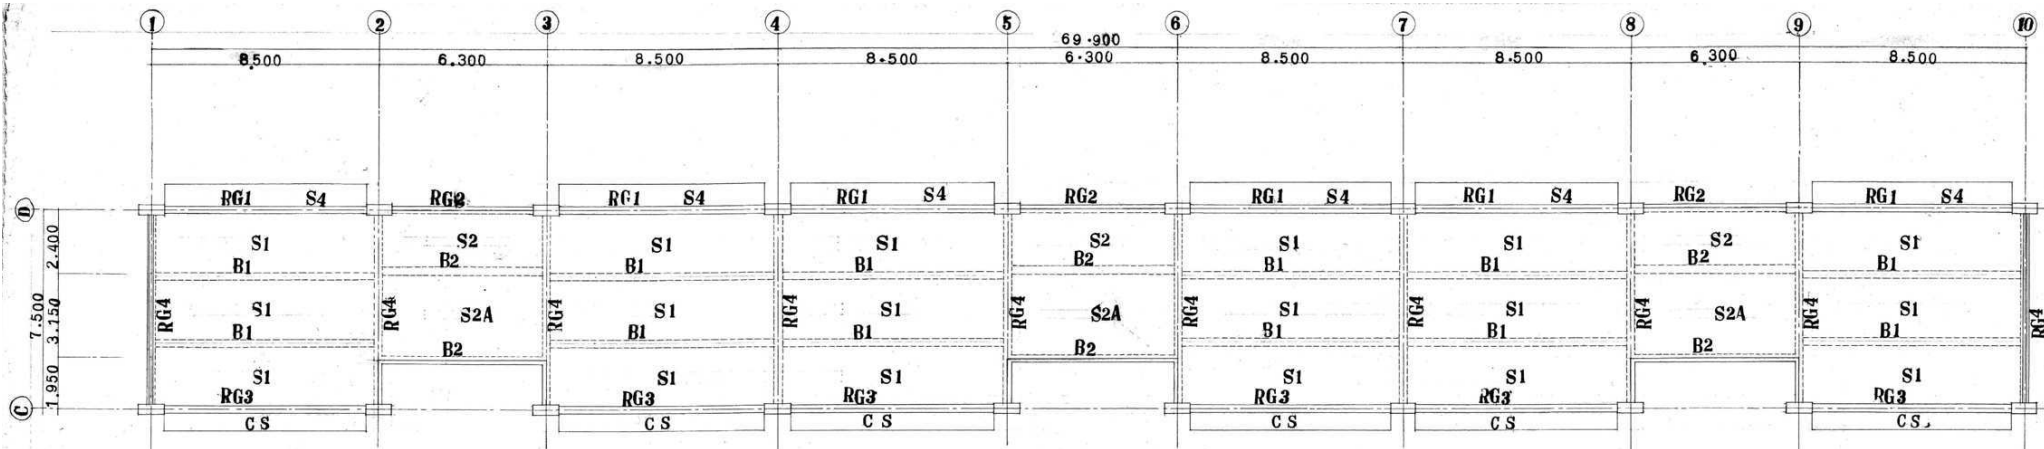 1 2 3 4 5 6 7 8 9 10
69.900
8.500 6.300 8.500 8.500 6.300 8.500 8.500 6.300 8.500
RG1 S4 RG2 RG1 S4 RG1 S4 RG2 RG1 S4 RG1 S4 RG2 RG1 S4
D
2.400 S1 S2 S1 S1 S2 S1 S1 S2 S1
B1 B2 B1 B1 B2 B1 B1 B2 B1
7.500 3.150 RG4 S1 RG4 S2A RG4 S1 RG4 S1 RG4 S2A RG4 S1 RG4 S1 RG4 S2A RG4 S1 RG4
B1 B2 B1 B1 B2 B1 B1 B2 B1
1.950 S1 S1 S1 S1 S1 S1
RG3 RG3 RG3 RG3 RG3 RG3
C
CS CS CS CS CS CS